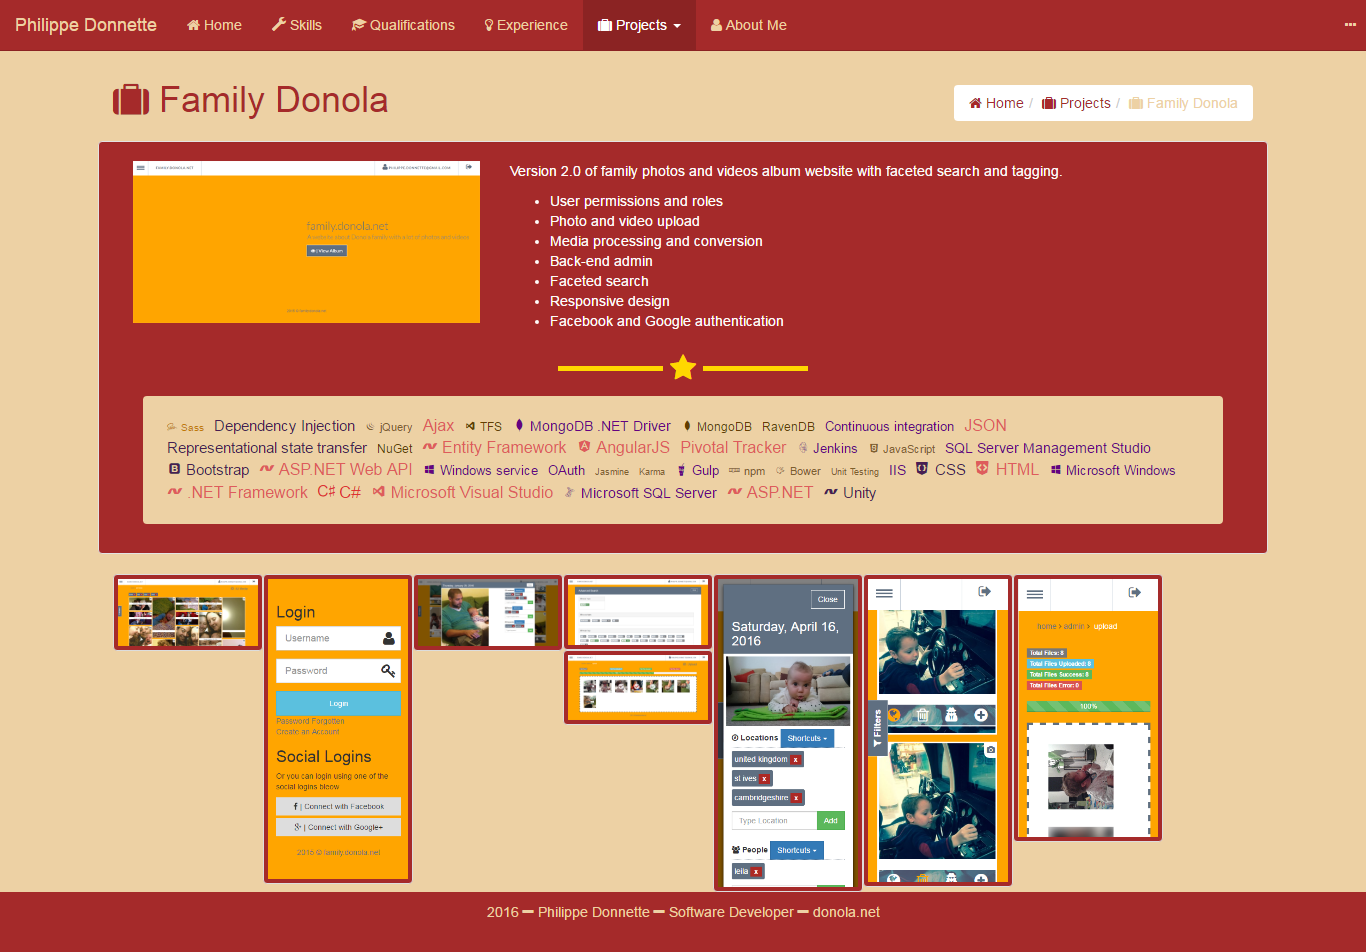 Philippe Donnette Home Skills Qualifications Experience Projects About Me
Family Donola
Home / Projects / Family Donola
FAMILY.DONOLA.NET
PHILIPPE.DONNETTE@GMAIL.COM
family.donola.net
View Album
Version 2.0 of family photos and videos album website with faceted search and tagging.
• User permissions and roles
• Photo and video upload
• Media processing and conversion
• Back-end admin
• Faceted search
• Responsive design
• Facebook and Google authentication
Sass Dependency Injection jQuery Ajax TFS MongoDB .NET Driver MongoDB RavenDB Continuous integration JSON
Representational state transfer NuGet Entity Framework AngularJS Pivotal Tracker Jenkins JavaScript SQL Server Management Studio
Bootstrap ASP.NET Web API Windows service OAuth Jasmine Karma Gulp npm Bower Unit Testing IIS CSS HTML Microsoft Windows
.NET Framework C# Microsoft Visual Studio Microsoft SQL Server ASP.NET Unity
Login
Username
Password
Login
Password Forgotten
Create an Account
Social Logins
Or you can login using one of the
social logins bleow
| Connect with Facebook
| Connect with Google+
2016 © family.donola.net
Close
Saturday, April 16,
2016
Locations Shortcuts
united kingdom x
st ives x
cambridgeshire x
Type Location Add
People Shortcuts
leila x
Filters
home > admin > upload
Total Files: 8
Total Files Uploaded: 8
Total Files Success: 8
Total Files Error: 0
100%
2016 — Philippe Donnette — Software Developer — donola.net